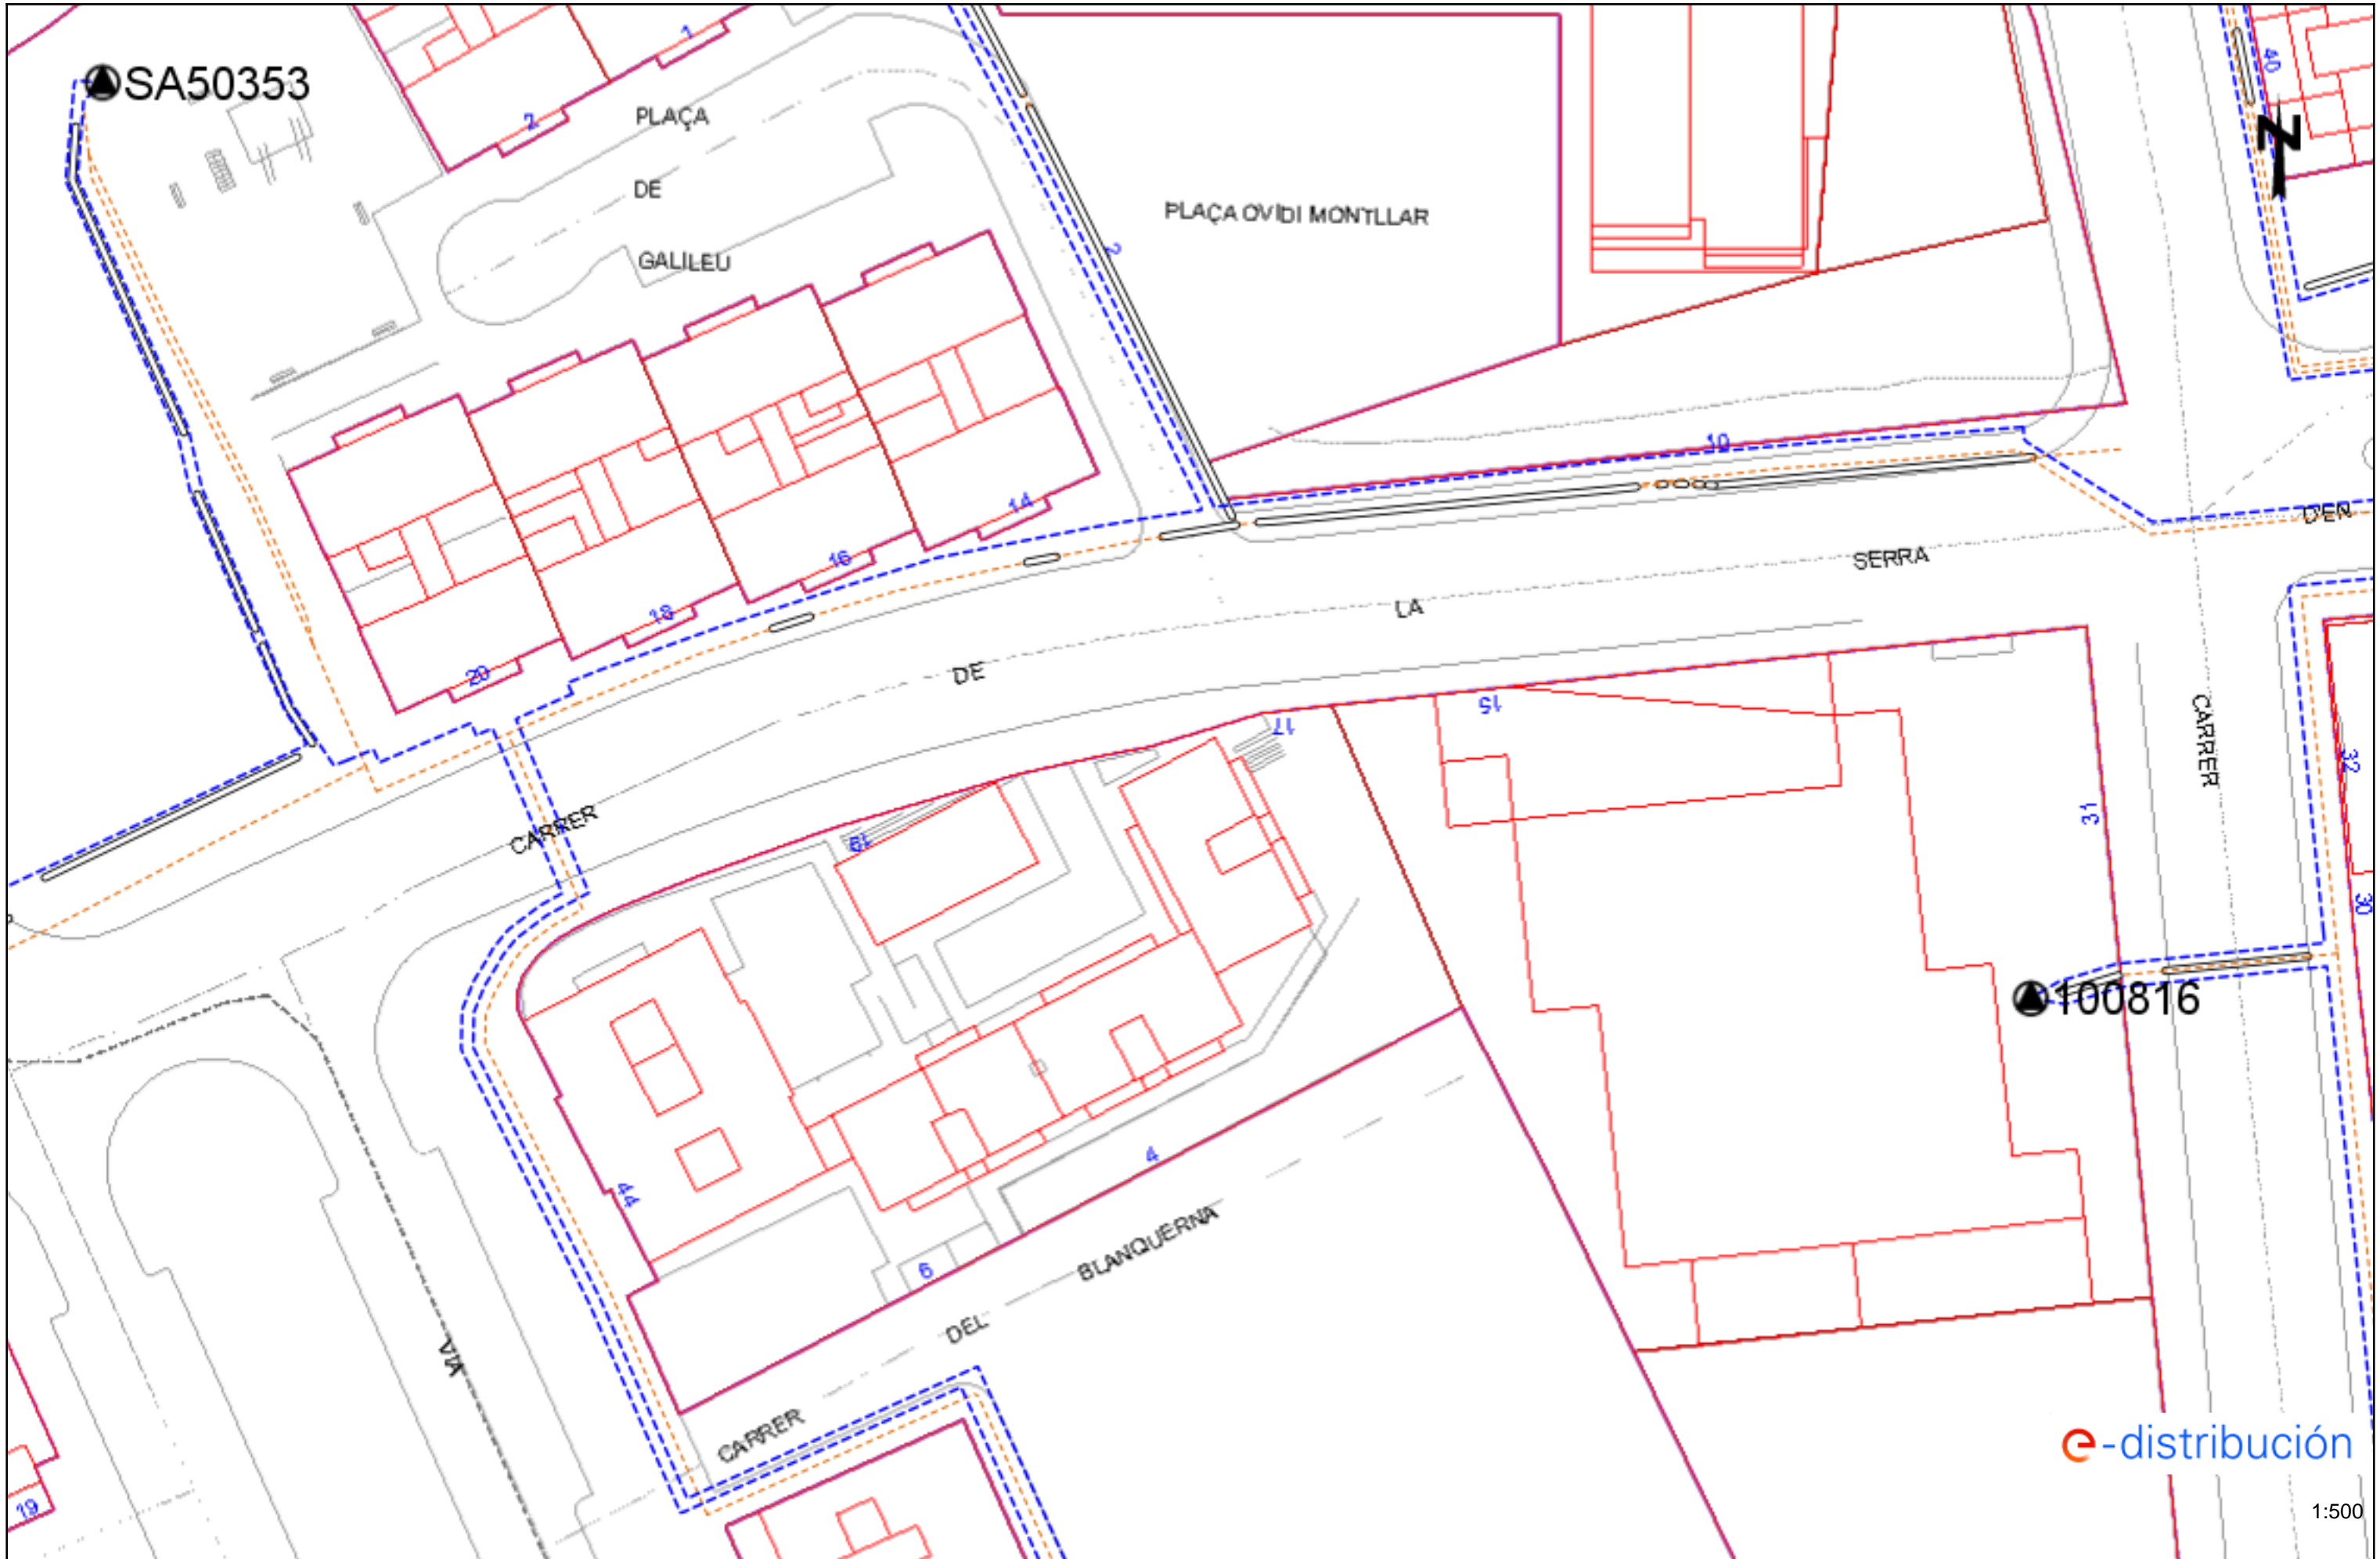 1
40
SA50353
PLAÇA
2
N
DE
PLAÇA OVIDI MONTLLAR
2
GALILEU
10
14
DEN
16
SERRA
LA
18
DE
20
15
17
CARRER
32
CARRER
31
19
30
100816
4
44
BLANQUERNA
6
DEL
VIA
CARRER
e-distribución
19
1:500